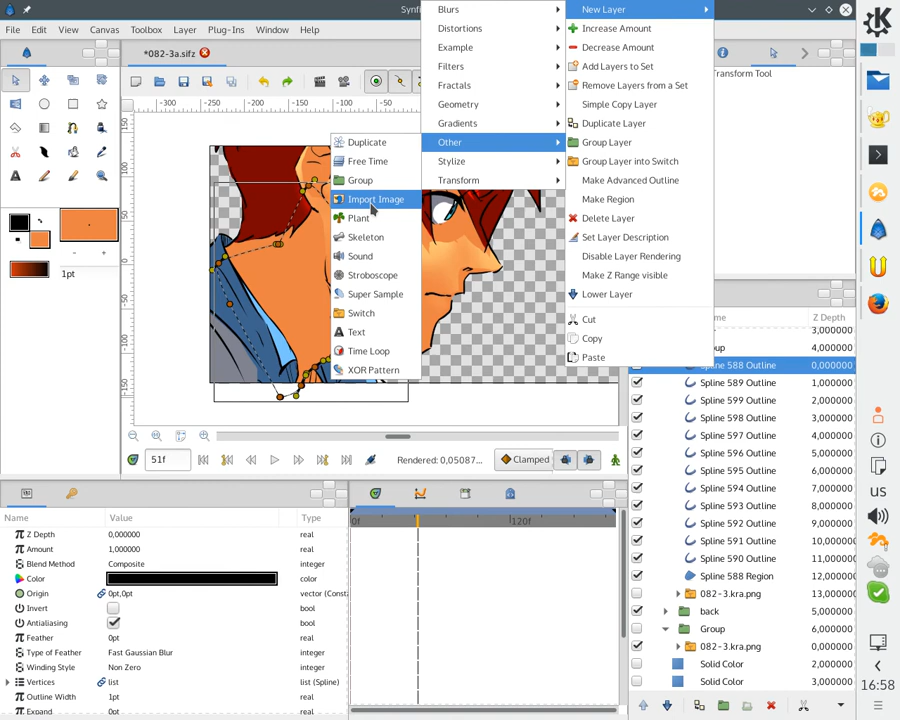 Synf
File Edit View Canvas Toolbox Layer Plug-Ins Window Help
*082-3a.sifz
-300 -250 -200 -150 -100 -50
150
100
50
0
-50
-100
-150
1pt
Blurs
Distortions
Example
Filters
Fractals
Geometry
Gradients
Other
Stylize
Transform
New Layer
Increase Amount
Decrease Amount
Add Layers to Set
Remove Layers from a Set
Simple Copy Layer
Duplicate Layer
Group Layer
Group Layer into Switch
Make Advanced Outline
Make Region
Delete Layer
Set Layer Description
Disable Layer Rendering
Make Z Range visible
Lower Layer
Cut
Copy
Paste
Duplicate
Free Time
Group
Import Image
Plant
Skeleton
Sound
Stroboscope
Super Sample
Switch
Text
Time Loop
XOR Pattern
Transform Tool
Z Depth
3,000000
4,000000
Spline 588 Outline 0,000000
Spline 589 Outline 1,000000
Spline 599 Outline 2,000000
Spline 598 Outline 3,000000
Spline 597 Outline 4,000000
Spline 596 Outline 5,000000
Spline 595 Outline 6,000000
Spline 594 Outline 7,000000
Spline 593 Outline 8,000000
Spline 592 Outline 9,000000
Spline 591 Outline 10,000000
Spline 590 Outline 11,000000
Spline 588 Region 12,000000
082-3.kra.png 13,000000
back 5,000000
Group 6,000000
082-3.kra.png 0,000000
Solid Color 2,000000
Solid Color 3,000000
51f
Rendered: 0,05087...
Clamped
Name Value Type
Z Depth 0,000000 real
Amount 1,000000 real
Blend Method Composite integer
Color color
Origin 0pt,0pt vector (Const
Invert bool
Antialiasing bool
Feather 0pt real
Type of Feather Fast Gaussian Blur integer
Winding Style Non Zero integer
Vertices list list (Spline)
Outline Width 1pt real
Expand 0pt real
0f 120f
us
16:58